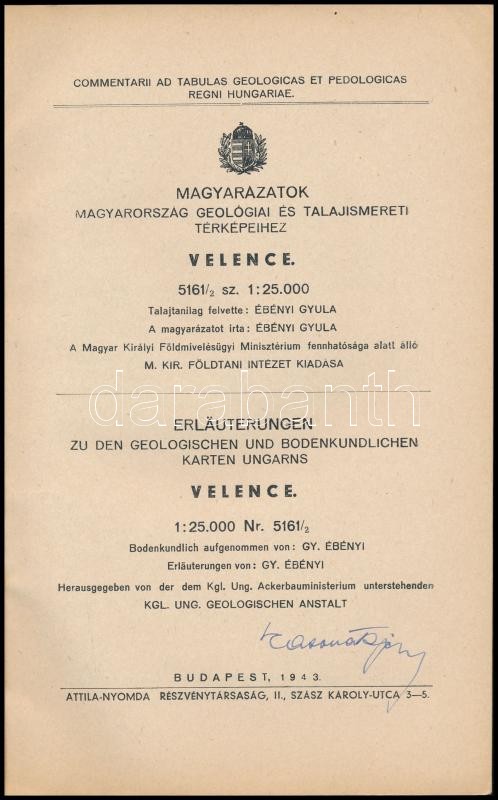 COMMENTARII AD TABULAS GEOLOGICAS ET PEDOLOGICAS
REGNI HUNGARIAE.
MAGYARÁZATOK
MAGYARORSZÁG GEOLÓGIAI ÉS TALAJISMERETI
TÉRKÉPEIHEZ
VELENCE.
5161/2 sz. 1:25.000
Talajtanilag felvette: ÉBÉNYI GYULA
A magyarázatot irta: ÉBÉNYI GYULA
A Magyar Királyi Földmivelésügyi Minisztérium fennhatósága alatt álló
M. KIR. FÖLDTANI INTÉZET KIADÁSA
darabanth
ERLÄUTERUNGEN
ZU DEN GEOLOGISCHEN UND BODENKUNDLICHEN
KARTEN UNGARNS
VELENCE.
1:25.000 Nr. 5161/2
Bodenkundlich aufgenommen von: GY. ÉBÉNYI
Erläuterungen von: GY. ÉBÉNYI
Herausgegeben von der dem Kgl. Ung. Ackerbauministerium unterstehenden
KGL. UNG. GEOLOGISCHEN ANSTALT
BUDAPEST, 1943.
ATTILA-NYOMDA RÉSZVÉNYTÁRSASÁG, II., SZÁSZ KÁROLY-UTCA 3—5.